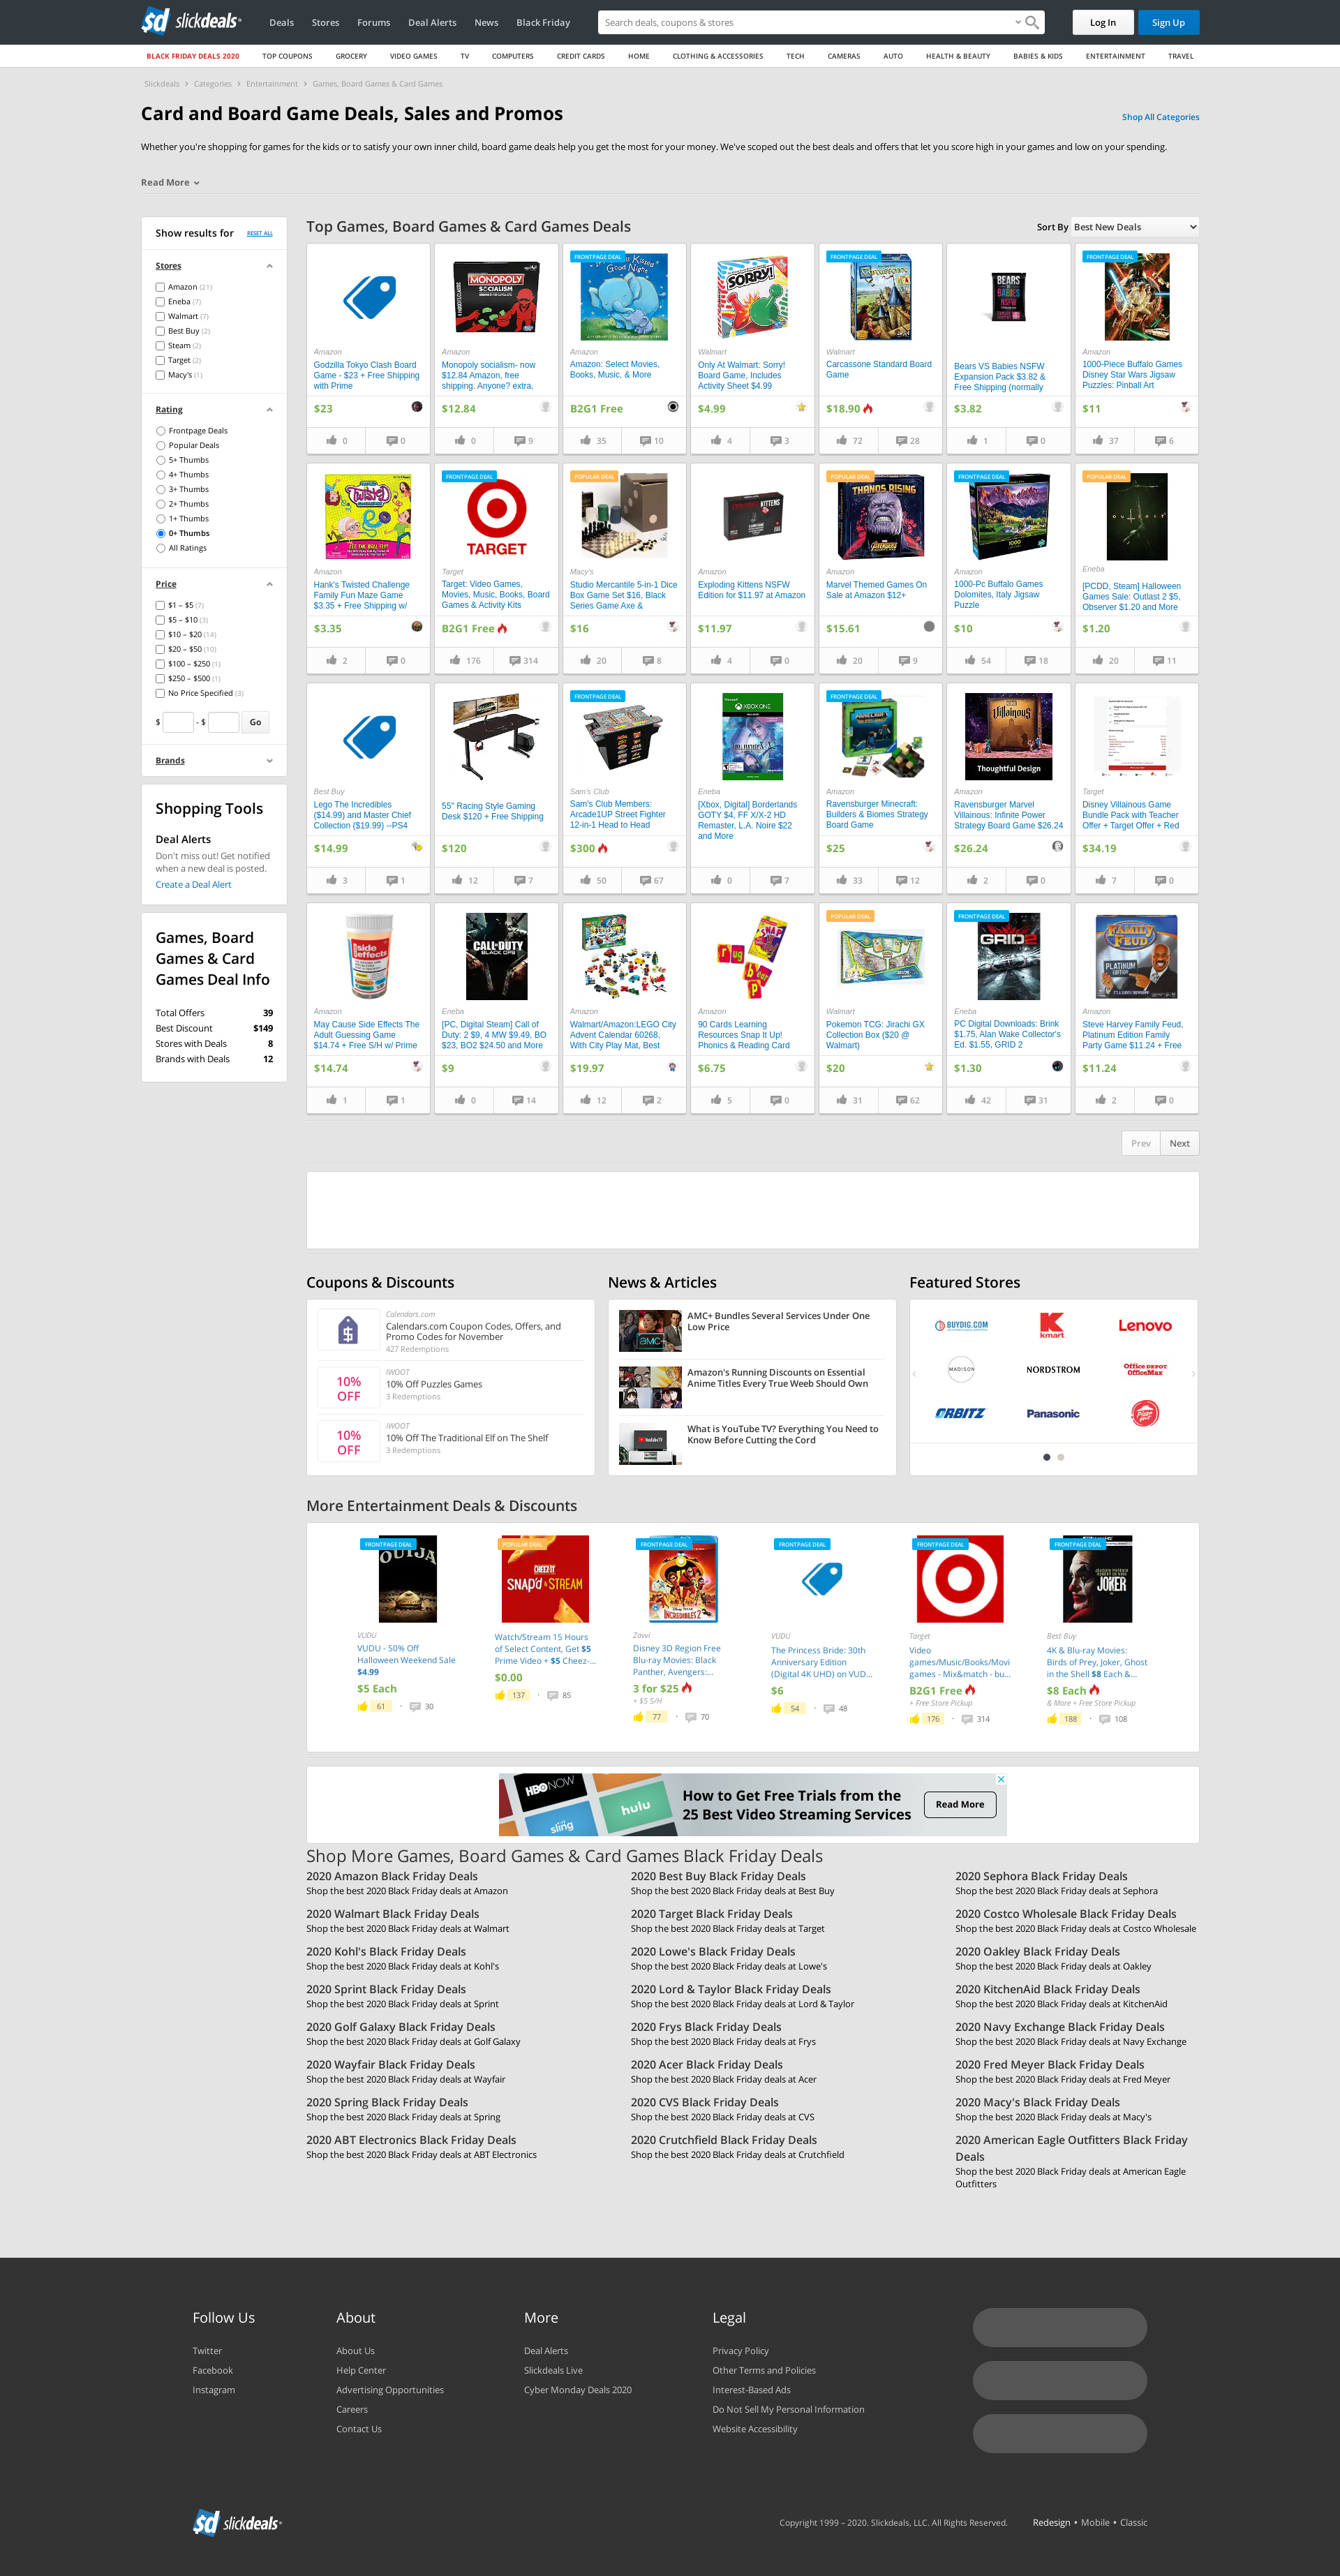 slickdeals
Deals
Stores
Forums
Deal Alerts
News
Black Friday
Search deals, coupons & stores
Log In
Sign Up
BLACK FRIDAY DEALS 2020
TOP COUPONS
GROCERY
VIDEO GAMES
TV
COMPUTERS
CREDIT CARDS
HOME
CLOTHING & ACCESSORIES
TECH
CAMERAS
AUTO
HEALTH & BEAUTY
BABIES & KIDS
ENTERTAINMENT
TRAVEL
Slickdeals › Categories › Entertainment › Games, Board Games & Card Games
Card and Board Game Deals, Sales and Promos
Shop All Categories
Whether you're shopping for games for the kids or to satisfy your own inner child, board game deals help you get the most for your money. We've scoped out the best deals and offers that let you score high in your games and low on your spending.
Read More
Show results for
RESET ALL
Stores
Amazon (21)
Eneba (7)
Walmart (7)
Best Buy (2)
Steam (2)
Target (2)
Macy's (1)
Rating
Frontpage Deals
Popular Deals
5+ Thumbs
4+ Thumbs
3+ Thumbs
2+ Thumbs
1+ Thumbs
0+ Thumbs
All Ratings
Price
$1 – $5 (7)
$5 – $10 (3)
$10 – $20 (14)
$20 – $50 (10)
$100 – $250 (1)
$250 – $500 (1)
No Price Specified (3)
$ - $ Go
Brands
Shopping Tools
Deal Alerts
Don't miss out! Get notified
when a new deal is posted.
Create a Deal Alert
Games, Board
Games & Card
Games Deal Info
Total Offers 39
Best Discount $149
Stores with Deals 8
Brands with Deals 12
Top Games, Board Games & Card Games Deals
Sort By Best New Deals
Amazon
Godzilla Tokyo Clash Board
Game - $23 + Free Shipping
with Prime
$23
0 0
MONOPOLY
SOCIALISM
Amazon
Monopoly socialism- now
$12.84 Amazon, free
shipping. Anyone? extra,
$12.84
0 9
FRONTPAGE DEAL
Kissed
Good Night
Amazon
Amazon: Select Movies,
Books, Music, & More
B2G1 Free
35 10
SORRY!
Walmart
Only At Walmart: Sorry!
Board Game, Includes
Activity Sheet $4.99
$4.99
4 3
FRONTPAGE DEAL
Walmart
Carcassone Standard Board
Game
$18.90
72 28
BEARS
BABIES
NSFW
Bears VS Babies NSFW
Expansion Pack $3.82 &
Free Shipping (normally
$3.82
1 0
FRONTPAGE DEAL
Amazon
1000-Piece Buffalo Games
Disney Star Wars Jigsaw
Puzzles: Pinball Art
$11
37 6
Twisted
Amazon
Hank's Twisted Challenge
Family Fun Maze Game
$3.35 + Free Shipping w/
$3.35
2 0
FRONTPAGE DEAL
TARGET
Target
Target: Video Games,
Movies, Music, Books, Board
Games & Activity Kits
B2G1 Free
176 314
POPULAR DEAL
Macy's
Studio Mercantile 5-in-1 Dice
Box Game Set $16, Black
Series Game Axe &
$16
20 8
KITTENS
Amazon
Exploding Kittens NSFW
Edition for $11.97 at Amazon
$11.97
4 0
POPULAR DEAL
THANOS RISING
AVENGERS
Amazon
Marvel Themed Games On
Sale at Amazon $12+
$15.61
20 9
FRONTPAGE DEAL
1000
Amazon
1000-Pc Buffalo Games
Dolomites, Italy Jigsaw
Puzzle
$10
54 18
POPULAR DEAL
OUTLAST
Eneba
[PCDD, Steam] Halloween
Games Sale: Outlast 2 $5,
Observer $1.20 and More
$1.20
20 11
Best Buy
Lego The Incredibles
($14.99) and Master Chief
Collection ($19.99) --PS4
$14.99
3 1
55" Racing Style Gaming
Desk $120 + Free Shipping
$120
12 7
FRONTPAGE DEAL
Sam's Club
Sam's Club Members:
Arcade1UP Street Fighter
12-in-1 Head to Head
$300
50 67
XBOX ONE
Eneba
[Xbox, Digital] Borderlands
GOTY $4, FF X/X-2 HD
Remaster, L.A. Noire $22
and More
0 7
FRONTPAGE DEAL
Amazon
Ravensburger Minecraft:
Builders & Biomes Strategy
Board Game
$25
33 12
Villainous
Thoughtful Design
Amazon
Ravensburger Marvel
Villainous: Infinite Power
Strategy Board Game $26.24
$26.24
2 0
Target
Disney Villainous Game
Bundle Pack with Teacher
Offer + Target Offer + Red
$34.19
7 0
side
effects
Amazon
May Cause Side Effects The
Adult Guessing Game
$14.74 + Free S/H w/ Prime
$14.74
1 1
CALL OF DUTY
BLACK OPS
Eneba
[PC, Digital Steam] Call of
Duty: 2 $9, 4 MW $9.49, BO
$23, BO2 $24.50 and More
$9
0 14
Amazon
Walmart/Amazon:LEGO City
Advent Calendar 60268,
With City Play Mat, Best
$19.97
12 2
SNAP
r ug
b ear
P
Amazon
90 Cards Learning
Resources Snap It Up!
Phonics & Reading Card
$6.75
5 0
POPULAR DEAL
Walmart
Pokemon TCG: Jirachi GX
Collection Box ($20 @
Walmart)
$20
31 62
FRONTPAGE DEAL
GRID2
Eneba
PC Digital Downloads: Brink
$1.75, Alan Wake Collector's
Ed. $1.55, GRID 2
$1.30
42 31
FAMILY
FEUD
PLATINUM
EDITION
Amazon
Steve Harvey Family Feud,
Platinum Edition Family
Party Game $11.24 + Free
$11.24
2 0
Prev Next
Coupons & Discounts
Calendars.com
Calendars.com Coupon Codes, Offers, and
Promo Codes for November
427 Redemptions
10%
OFF
IWOOT
10% Off Puzzles Games
3 Redemptions
10%
OFF
IWOOT
10% Off The Traditional Elf on The Shelf
3 Redemptions
News & Articles
AMC+
AMC+ Bundles Several Services Under One
Low Price
Amazon's Running Discounts on Essential
Anime Titles Every True Weeb Should Own
YouTube TV
What is YouTube TV? Everything You Need to
Know Before Cutting the Cord
Featured Stores
BUYDIG.COM
kmart
Lenovo
MADISON
NORDSTROM
Office DEPOT
OfficeMax
ORBITZ
Panasonic
Pizza Hut
More Entertainment Deals & Discounts
FRONTPAGE DEAL
OUIJA
VUDU
VUDU - 50% Off
Halloween Weekend Sale
$4.99
$5 Each
61 · 30
POPULAR DEAL
CHEEZ-IT
SNAP'd & STREAM
Watch/Stream 15 Hours
of Select Content, Get $5
Prime Video + $5 Cheez-...
$0.00
137 · 85
FRONTPAGE DEAL
INCREDIBLES 2
Zavvi
Disney 3D Region Free
Blu-ray Movies: Black
Panther, Avengers:...
3 for $25
+ $5 S/H
77 · 70
FRONTPAGE DEAL
VUDU
The Princess Bride: 30th
Anniversary Edition
(Digital 4K UHD) on VUD...
$6
54 · 48
FRONTPAGE DEAL
Target
Video
games/Music/Books/Movi
games - Mix&match - bu...
B2G1 Free
+ Free Store Pickup
176 · 314
FRONTPAGE DEAL
JOKER
Best Buy
4K & Blu-ray Movies:
Birds of Prey, Joker, Ghost
in the Shell $8 Each &...
$8 Each
& More + Free Store Pickup
188 · 108
HBO NOW
hulu
sling
How to Get Free Trials from the
25 Best Video Streaming Services
Read More
Shop More Games, Board Games & Card Games Black Friday Deals
2020 Amazon Black Friday Deals
Shop the best 2020 Black Friday deals at Amazon
2020 Best Buy Black Friday Deals
Shop the best 2020 Black Friday deals at Best Buy
2020 Sephora Black Friday Deals
Shop the best 2020 Black Friday deals at Sephora
2020 Walmart Black Friday Deals
Shop the best 2020 Black Friday deals at Walmart
2020 Target Black Friday Deals
Shop the best 2020 Black Friday deals at Target
2020 Costco Wholesale Black Friday Deals
Shop the best 2020 Black Friday deals at Costco Wholesale
2020 Kohl's Black Friday Deals
Shop the best 2020 Black Friday deals at Kohl's
2020 Lowe's Black Friday Deals
Shop the best 2020 Black Friday deals at Lowe's
2020 Oakley Black Friday Deals
Shop the best 2020 Black Friday deals at Oakley
2020 Sprint Black Friday Deals
Shop the best 2020 Black Friday deals at Sprint
2020 Lord & Taylor Black Friday Deals
Shop the best 2020 Black Friday deals at Lord & Taylor
2020 KitchenAid Black Friday Deals
Shop the best 2020 Black Friday deals at KitchenAid
2020 Golf Galaxy Black Friday Deals
Shop the best 2020 Black Friday deals at Golf Galaxy
2020 Frys Black Friday Deals
Shop the best 2020 Black Friday deals at Frys
2020 Navy Exchange Black Friday Deals
Shop the best 2020 Black Friday deals at Navy Exchange
2020 Wayfair Black Friday Deals
Shop the best 2020 Black Friday deals at Wayfair
2020 Acer Black Friday Deals
Shop the best 2020 Black Friday deals at Acer
2020 Fred Meyer Black Friday Deals
Shop the best 2020 Black Friday deals at Fred Meyer
2020 Spring Black Friday Deals
Shop the best 2020 Black Friday deals at Spring
2020 CVS Black Friday Deals
Shop the best 2020 Black Friday deals at CVS
2020 Macy's Black Friday Deals
Shop the best 2020 Black Friday deals at Macy's
2020 ABT Electronics Black Friday Deals
Shop the best 2020 Black Friday deals at ABT Electronics
2020 Crutchfield Black Friday Deals
Shop the best 2020 Black Friday deals at Crutchfield
2020 American Eagle Outfitters Black Friday
Deals
Shop the best 2020 Black Friday deals at American Eagle
Outfitters
Follow Us
Twitter
Facebook
Instagram
About
About Us
Help Center
Advertising Opportunities
Careers
Contact Us
More
Deal Alerts
Slickdeals Live
Cyber Monday Deals 2020
Legal
Privacy Policy
Other Terms and Policies
Interest-Based Ads
Do Not Sell My Personal Information
Website Accessibility
slickdeals
Copyright 1999 – 2020. Slickdeals, LLC. All Rights Reserved.
Redesign • Mobile • Classic